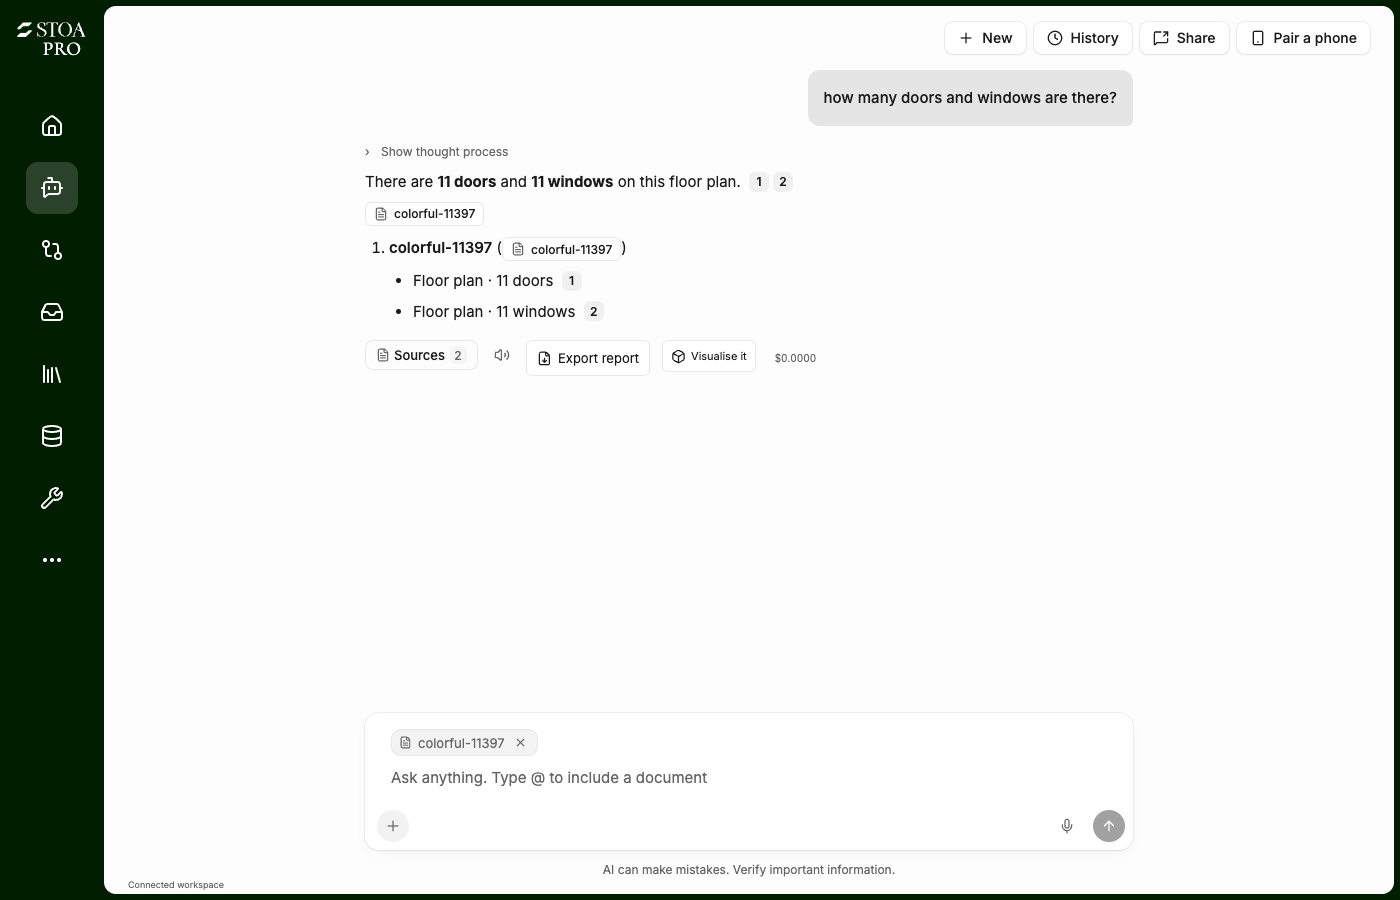 STOA
PRO
New
History
Share
Pair a phone
how many doors and windows are there?
Show thought process
There are 11 doors and 11 windows on this floor plan. 1 2
colorful-11397
1. colorful-11397 ( colorful-11397 )
• Floor plan · 11 doors 1
• Floor plan · 11 windows 2
Sources 2
Export report
Visualise it
$0.0000
colorful-11397
Ask anything. Type @ to include a document
AI can make mistakes. Verify important information.
Connected workspace